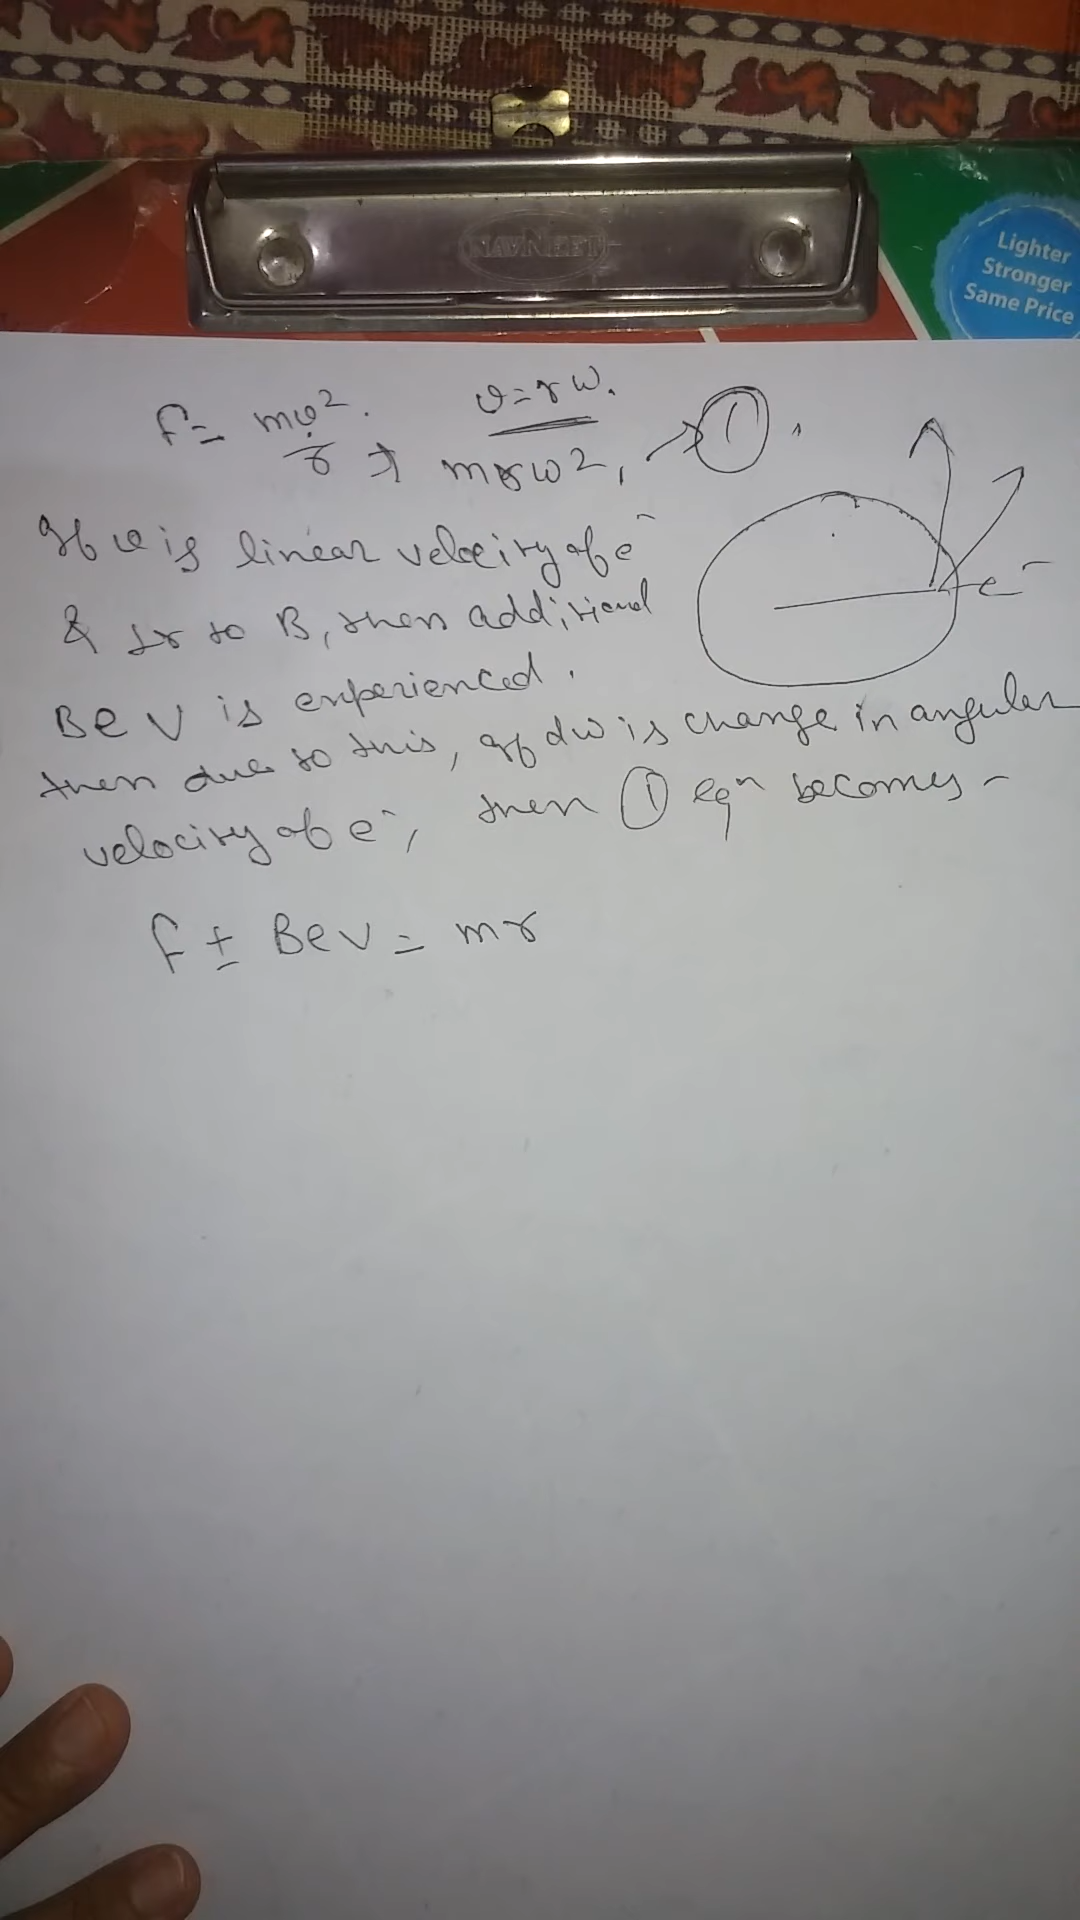 NAVNEET
Lighter
Stronger
Same Price
f = mv²/r . v = rω.
⇒ mrω², → ①.
If v is linear velocity of e⁻
& ⊥r to B, then additional
Bev is experienced.
then due to this, if dω is change in angular
velocity of e⁻, then ① eqⁿ becomes -
e⁻
f ± Bev = mr